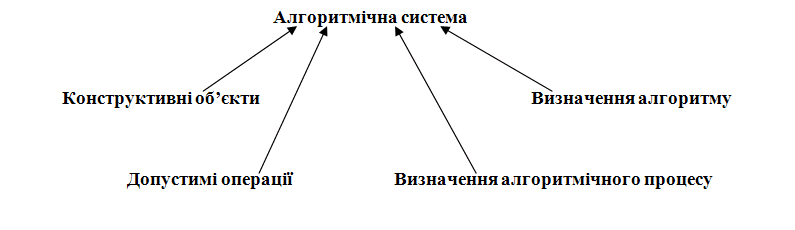 Алгоритмічна система
Конструктивні об’єкти
Визначення алгоритму
Допустимі операції
Визначення алгоритмічного процесу